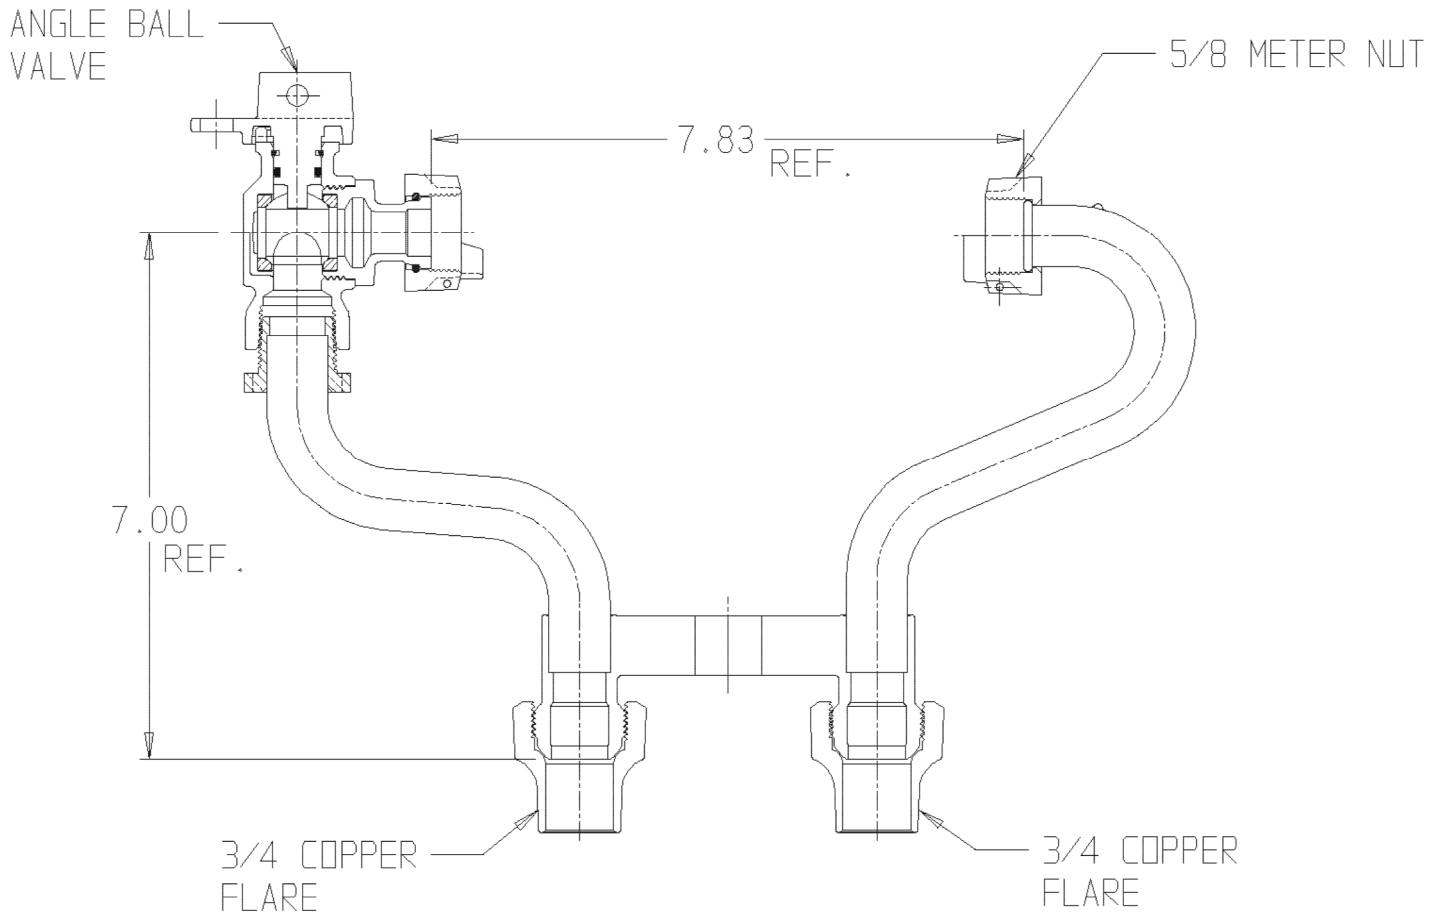 ANGLE BALL
VALVE
5/8 METER NUT
7.83
REF.
7.00
REF.
3/4 COPPER
FLARE
3/4 COPPER
FLARE